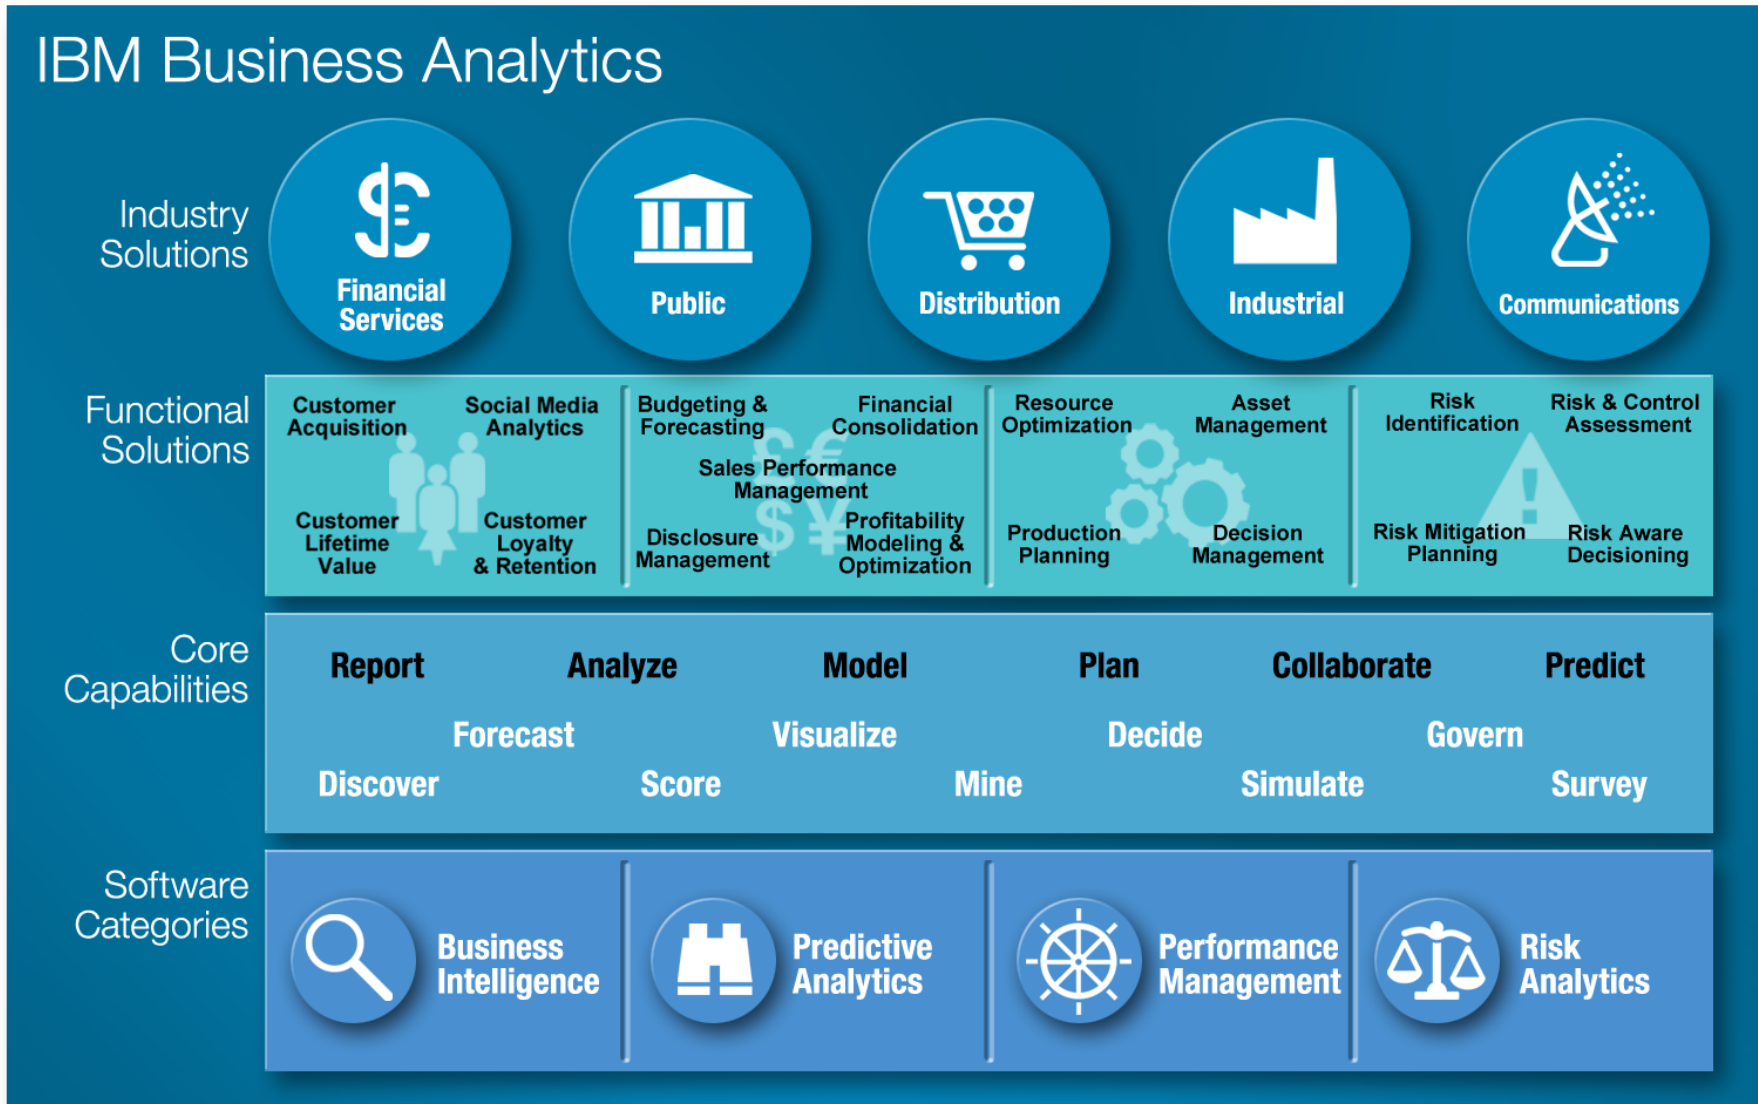 IBM Business Analytics
Industry
Solutions
Financial
Services
Public
Distribution
Industrial
Communications
Functional
Solutions
Customer
Acquisition
Social Media
Analytics
Customer
Lifetime
Value
Customer
Loyalty
& Retention
Budgeting &
Forecasting
Financial
Consolidation
Sales Performance
Management
Disclosure
Management
Profitability
Modeling &
Optimization
£ €
$ ¥
Resource
Optimization
Asset
Management
Production
Planning
Decision
Management
Risk
Identification
Risk & Control
Assessment
Risk Mitigation
Planning
Risk Aware
Decisioning
Core
Capabilities
Report Analyze Model Plan Collaborate Predict
Forecast Visualize Decide Govern
Discover Score Mine Simulate Survey
Software
Categories
Business
Intelligence
Predictive
Analytics
Performance
Management
Risk
Analytics